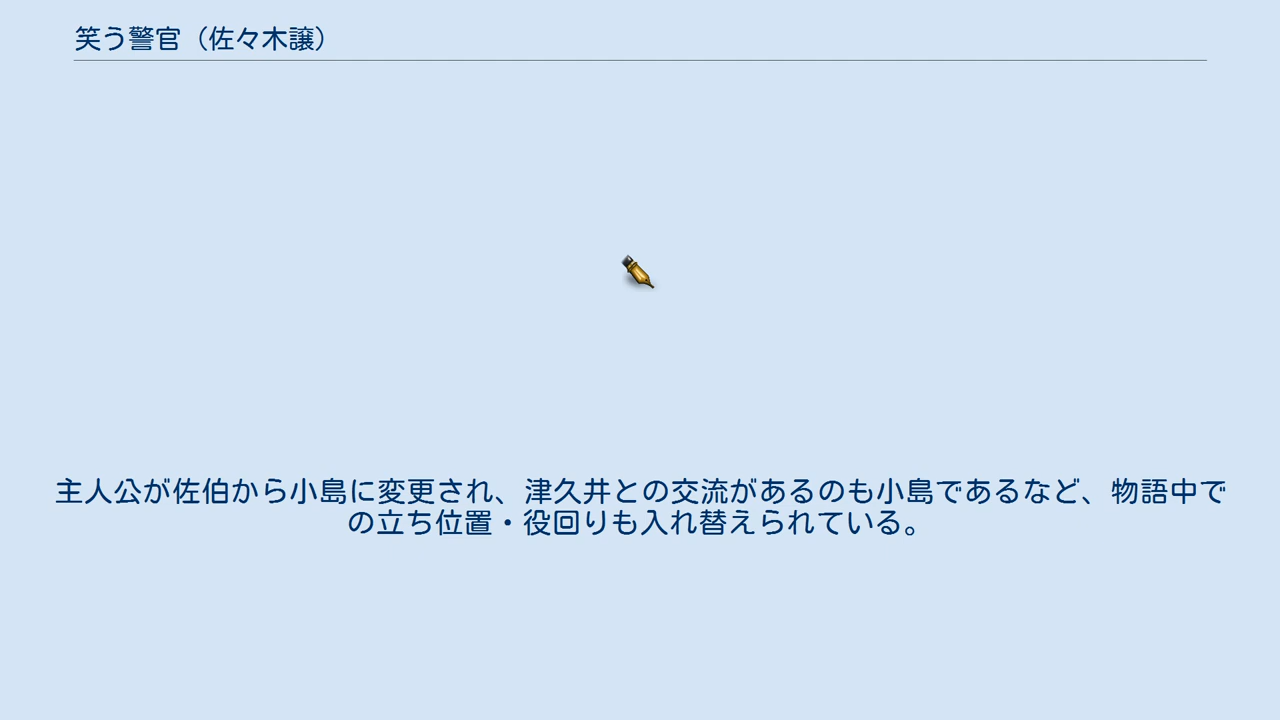 笑う警官（佐々木譲）
主人公が佐伯から小島に変更され、津久井との交流があるのも小島であるなど、物語中で
の立ち位置・役回りも入れ替えられている。